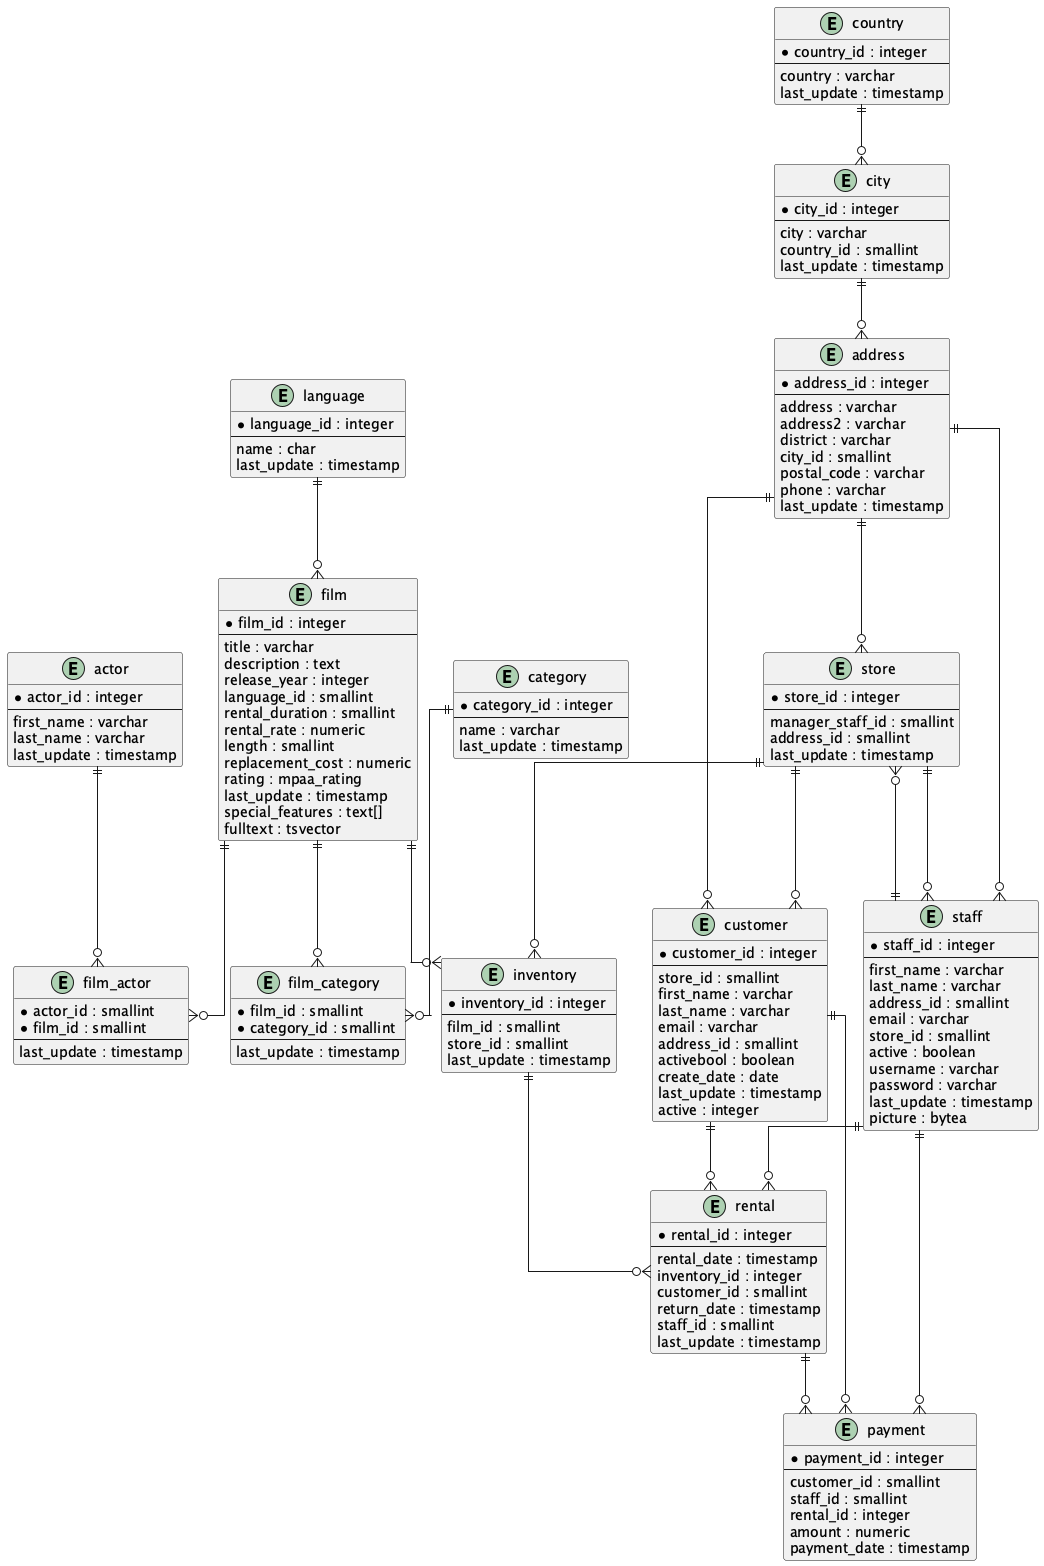 E country
* country_id : integer
country : varchar
last_update : timestamp
E city
* city_id : integer
city : varchar
country_id : smallint
last_update : timestamp
E address
* address_id : integer
address : varchar
address2 : varchar
district : varchar
city_id : smallint
postal_code : varchar
phone : varchar
last_update : timestamp
E language
* language_id : integer
name : char
last_update : timestamp
E film
* film_id : integer
title : varchar
description : text
release_year : integer
language_id : smallint
rental_duration : smallint
rental_rate : numeric
length : smallint
replacement_cost : numeric
rating : mpaa_rating
last_update : timestamp
special_features : text[]
fulltext : tsvector
E actor
* actor_id : integer
first_name : varchar
last_name : varchar
last_update : timestamp
E category
* category_id : integer
name : varchar
last_update : timestamp
E store
* store_id : integer
manager_staff_id : smallint
address_id : smallint
last_update : timestamp
E film_actor
* actor_id : smallint
* film_id : smallint
last_update : timestamp
E film_category
* film_id : smallint
* category_id : smallint
last_update : timestamp
E inventory
* inventory_id : integer
film_id : smallint
store_id : smallint
last_update : timestamp
E customer
* customer_id : integer
store_id : smallint
first_name : varchar
last_name : varchar
email : varchar
address_id : smallint
activebool : boolean
create_date : date
last_update : timestamp
active : integer
E staff
* staff_id : integer
first_name : varchar
last_name : varchar
address_id : smallint
email : varchar
store_id : smallint
active : boolean
username : varchar
password : varchar
last_update : timestamp
picture : bytea
E rental
* rental_id : integer
rental_date : timestamp
inventory_id : integer
customer_id : smallint
return_date : timestamp
staff_id : smallint
last_update : timestamp
E payment
* payment_id : integer
customer_id : smallint
staff_id : smallint
rental_id : integer
amount : numeric
payment_date : timestamp